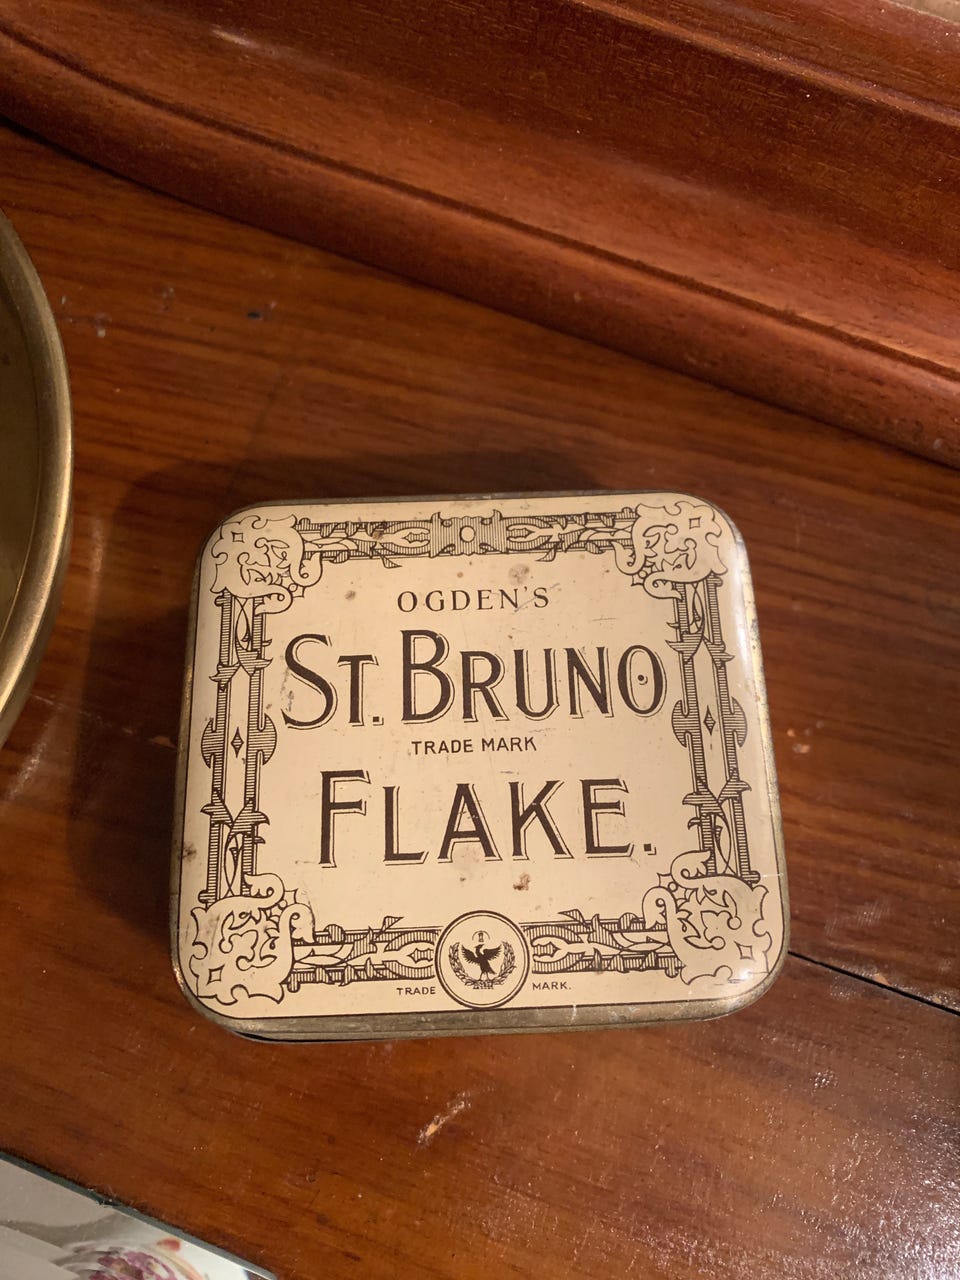 OGDEN'S
ST. BRUNO
TRADE MARK
FLAKE.
TRADE MARK.